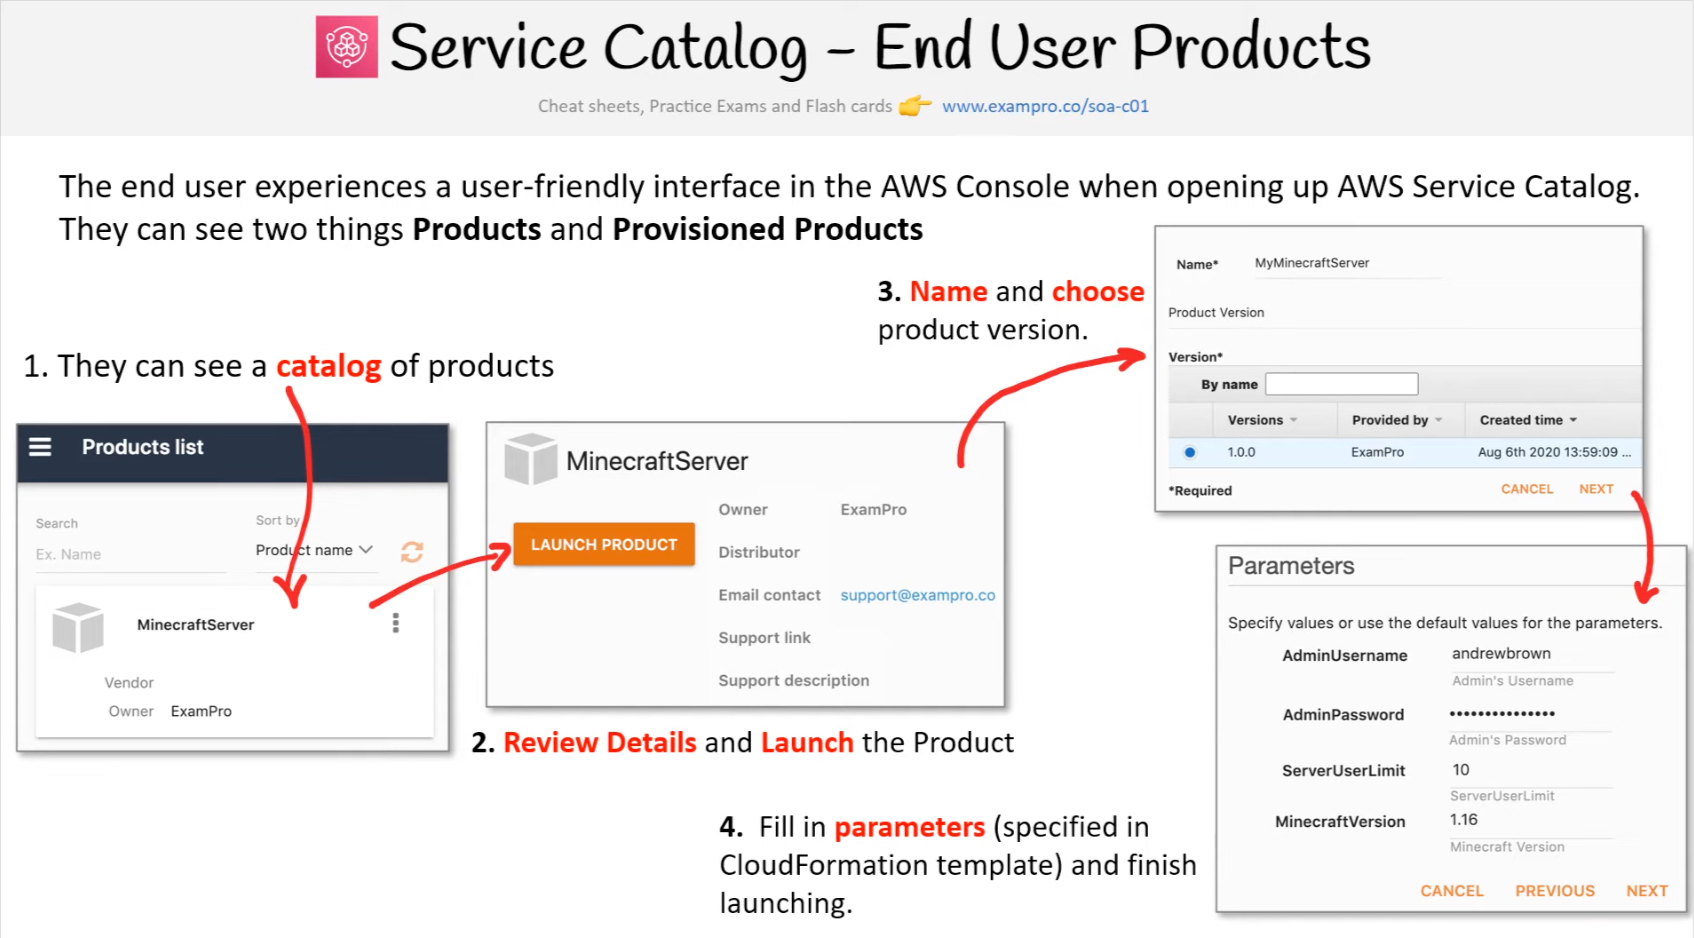 Service Catalog – End User Products
Cheat sheets, Practice Exams and Flash cards 👉 www.exampro.co/soa-c01
The end user experiences a user-friendly interface in the AWS Console when opening up AWS Service Catalog.
They can see two things Products and Provisioned Products
1. They can see a catalog of products
Products list
Search
Sort by
Ex. Name
Product name
MinecraftServer
Vendor
Owner ExamPro
MinecraftServer
LAUNCH PRODUCT
Owner ExamPro
Distributor
Email contact support@exampro.co
Support link
Support description
2. Review Details and Launch the Product
3. Name and choose
product version.
Name* MyMinecraftServer
Product Version
Version*
By name
Versions Provided by Created time
1.0.0 ExamPro Aug 6th 2020 13:59:09 ...
*Required
CANCEL NEXT
4. Fill in parameters (specified in
CloudFormation template) and finish
launching.
Parameters
Specify values or use the default values for the parameters.
AdminUsername andrewbrown
Admin's Username
AdminPassword •••••••••••••••
Admin's Password
ServerUserLimit 10
ServerUserLimit
MinecraftVersion 1.16
Minecraft Version
CANCEL PREVIOUS NEXT